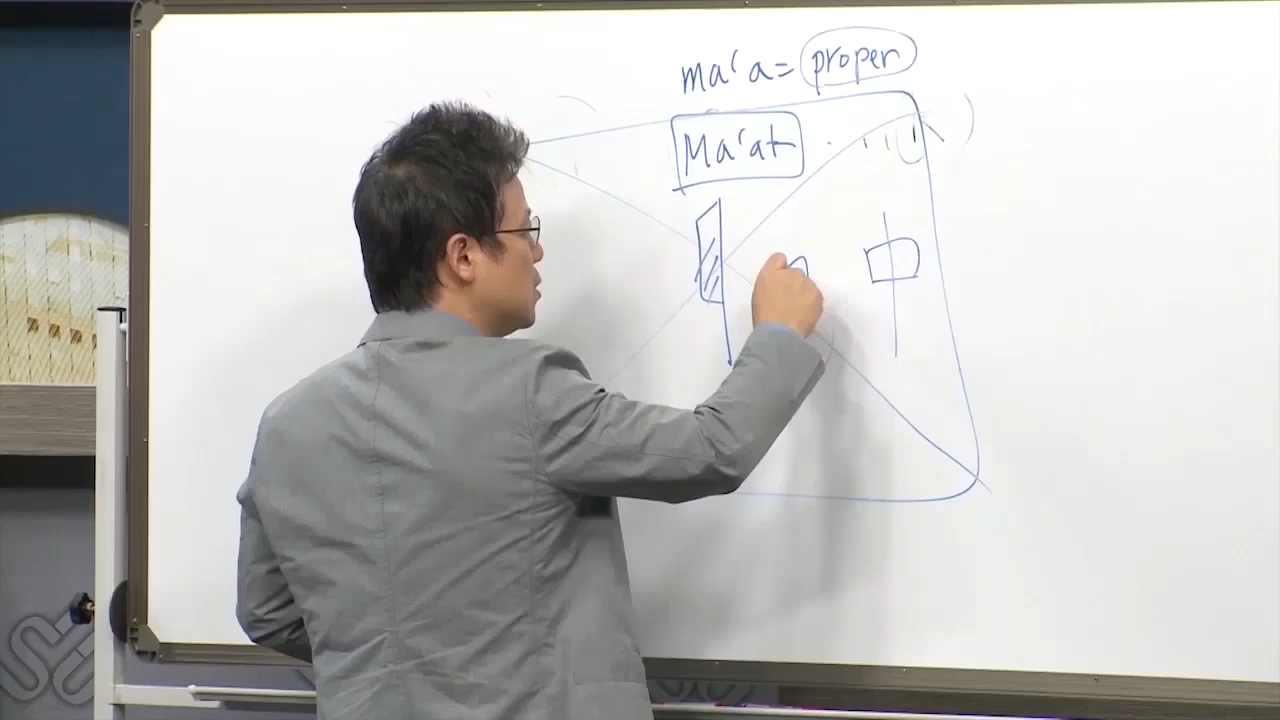 ma'a = proper
Ma'at
中